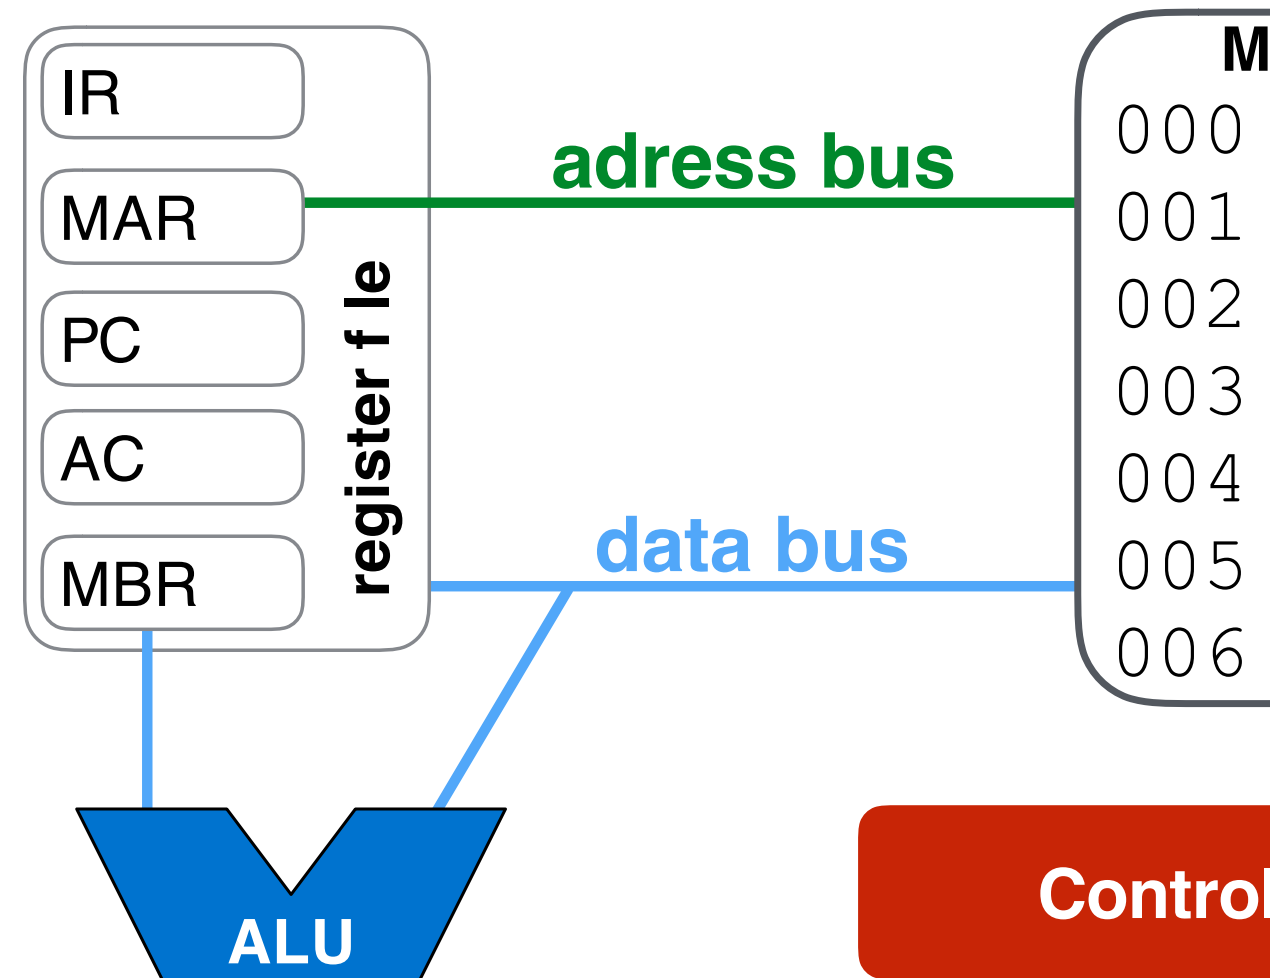 IR
MAR
PC
AC
MBR
register f le
adress bus
data bus
M
000
001
002
003
004
005
006
ALU
Control